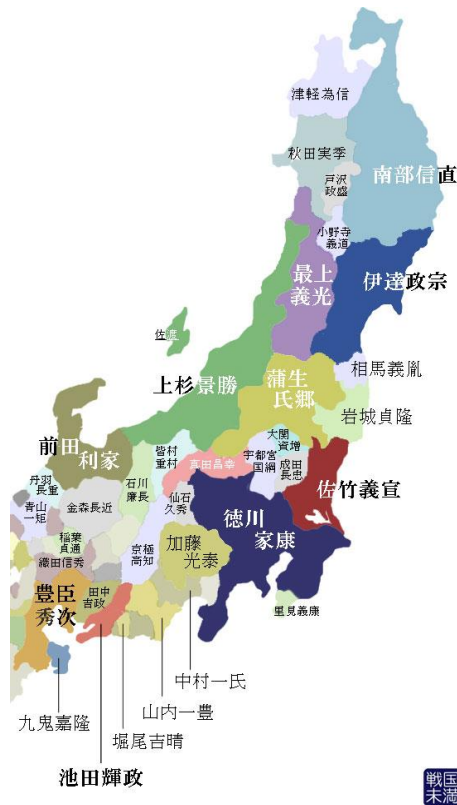 津軽為信
秋田実季
戸沢
政盛
南部信直
小野寺
義道
最上
義光
伊達政宗
佐渡
相馬義胤
上杉景勝
蒲生
氏郷
岩城貞隆
前田
利家
皆村
重村
真田昌幸
大関
資増
宇都宮
国綱
成田
長忠
佐竹義宣
丹羽
長重
石川
廉長
仙石
久秀
青山
一矩
金森長近
徳川
家康
稲葉
貞通
京極
高知
加藤
光泰
織田信秀
豊臣
秀次
田中
吉政
里見義康
中村一氏
山内一豊
九鬼嘉隆
堀尾吉晴
池田輝政
戦国
未満